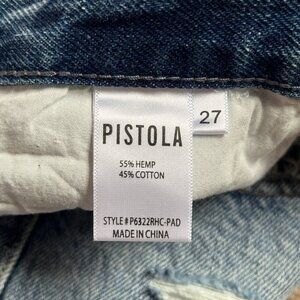 PISTOLA
27
55% HEMP
45% COTTON
STYLE # P6322RHC-PAD
MADE IN CHINA